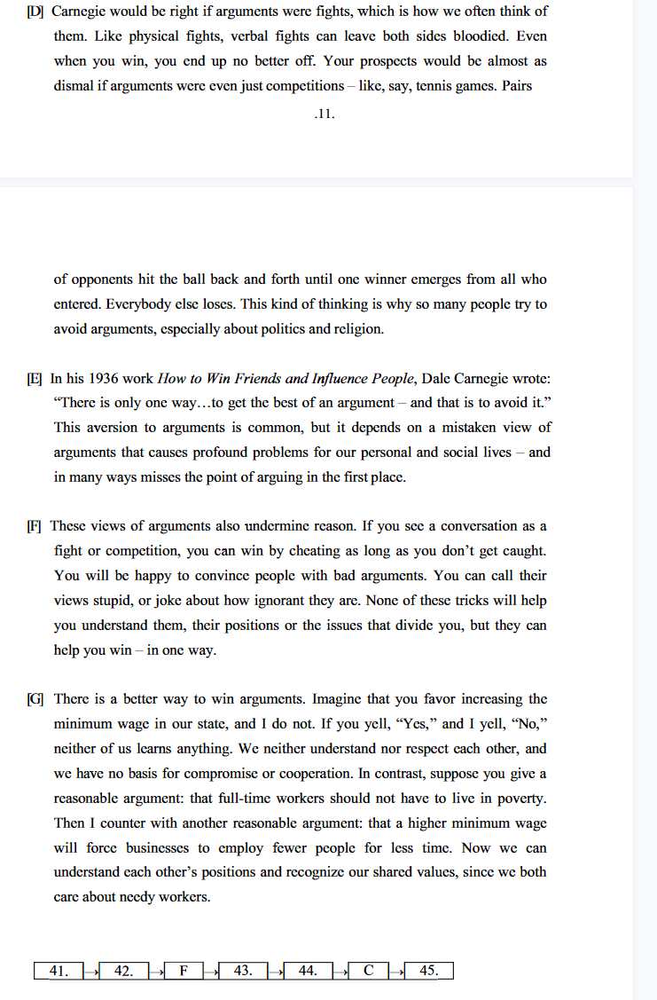 [D] Carnegie would be right if arguments were fights, which is how we often think of
them. Like physical fights, verbal fights can leave both sides bloodied. Even
when you win, you end up no better off. Your prospects would be almost as
dismal if arguments were even just competitions – like, say, tennis games. Pairs
.11.
of opponents hit the ball back and forth until one winner emerges from all who
entered. Everybody else loses. This kind of thinking is why so many people try to
avoid arguments, especially about politics and religion.
[E] In his 1936 work How to Win Friends and Influence People, Dale Carnegie wrote:
“There is only one way…to get the best of an argument – and that is to avoid it.”
This aversion to arguments is common, but it depends on a mistaken view of
arguments that causes profound problems for our personal and social lives – and
in many ways misses the point of arguing in the first place.
[F] These views of arguments also undermine reason. If you see a conversation as a
fight or competition, you can win by cheating as long as you don’t get caught.
You will be happy to convince people with bad arguments. You can call their
views stupid, or joke about how ignorant they are. None of these tricks will help
you understand them, their positions or the issues that divide you, but they can
help you win – in one way.
[G] There is a better way to win arguments. Imagine that you favor increasing the
minimum wage in our state, and I do not. If you yell, “Yes,” and I yell, “No,”
neither of us learns anything. We neither understand nor respect each other, and
we have no basis for compromise or cooperation. In contrast, suppose you give a
reasonable argument: that full-time workers should not have to live in poverty.
Then I counter with another reasonable argument: that a higher minimum wage
will force businesses to employ fewer people for less time. Now we can
understand each other’s positions and recognize our shared values, since we both
care about needy workers.
41. → 42. → F → 43. → 44. → C → 45.